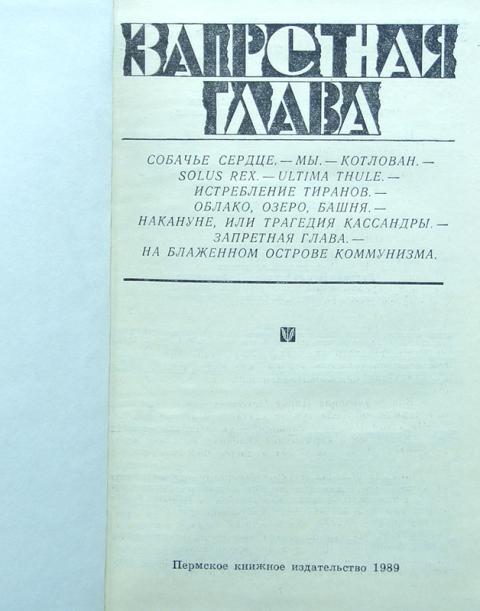 ЗАПРЕТНАЯ
ГЛАВА
СОБАЧЬЕ СЕРДЦЕ. — МЫ. — КОТЛОВАН. —
SOLUS REX. — ULTIMA THULE. —
ИСТРЕБЛЕНИЕ ТИРАНОВ. —
ОБЛАКО, ОЗЕРО, БАШНЯ. —
НАКАНУНЕ, ИЛИ ТРАГЕДИЯ КАССАНДРЫ. —
ЗАПРЕТНАЯ ГЛАВА. —
НА БЛАЖЕННОМ ОСТРОВЕ КОММУНИЗМА.
Пермское книжное издательство 1989